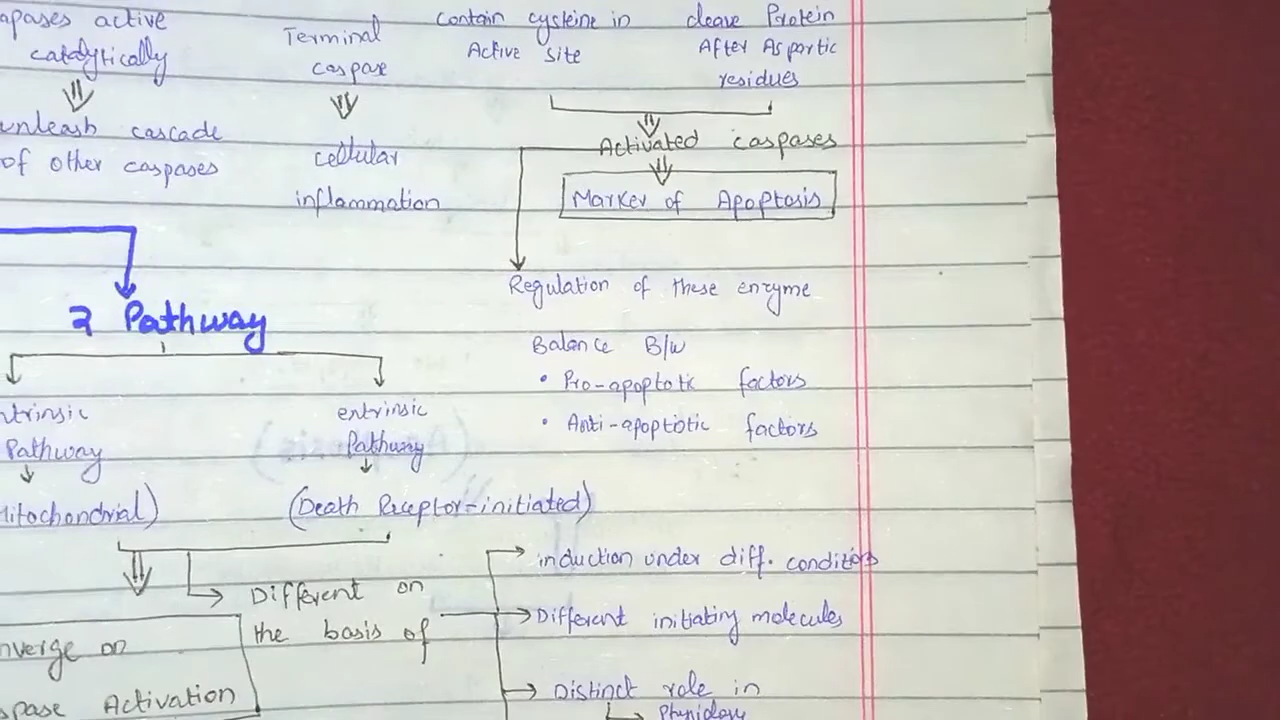 apases active
catalytically
unleash cascade
of other caspases
Terminal
caspase
cellular
inflammation
Contain cysteine in
Active site
cleave Protein
After Aspartic
residues
Activated caspases
Marker of Apoptosis
Regulation of these enzyme
Balance B/w
• Pro-apoptotic factors
• Anti-apoptiotic factors
2 Pathway
ntrinsic
Pathway
Mitochondrial)
extrinsic
Pathway
(Death Receptor-initiated)
nverge on
spase Activation
Different on
the basis of
induction under diff. conditions
Different initiating molecules
Distinct role in